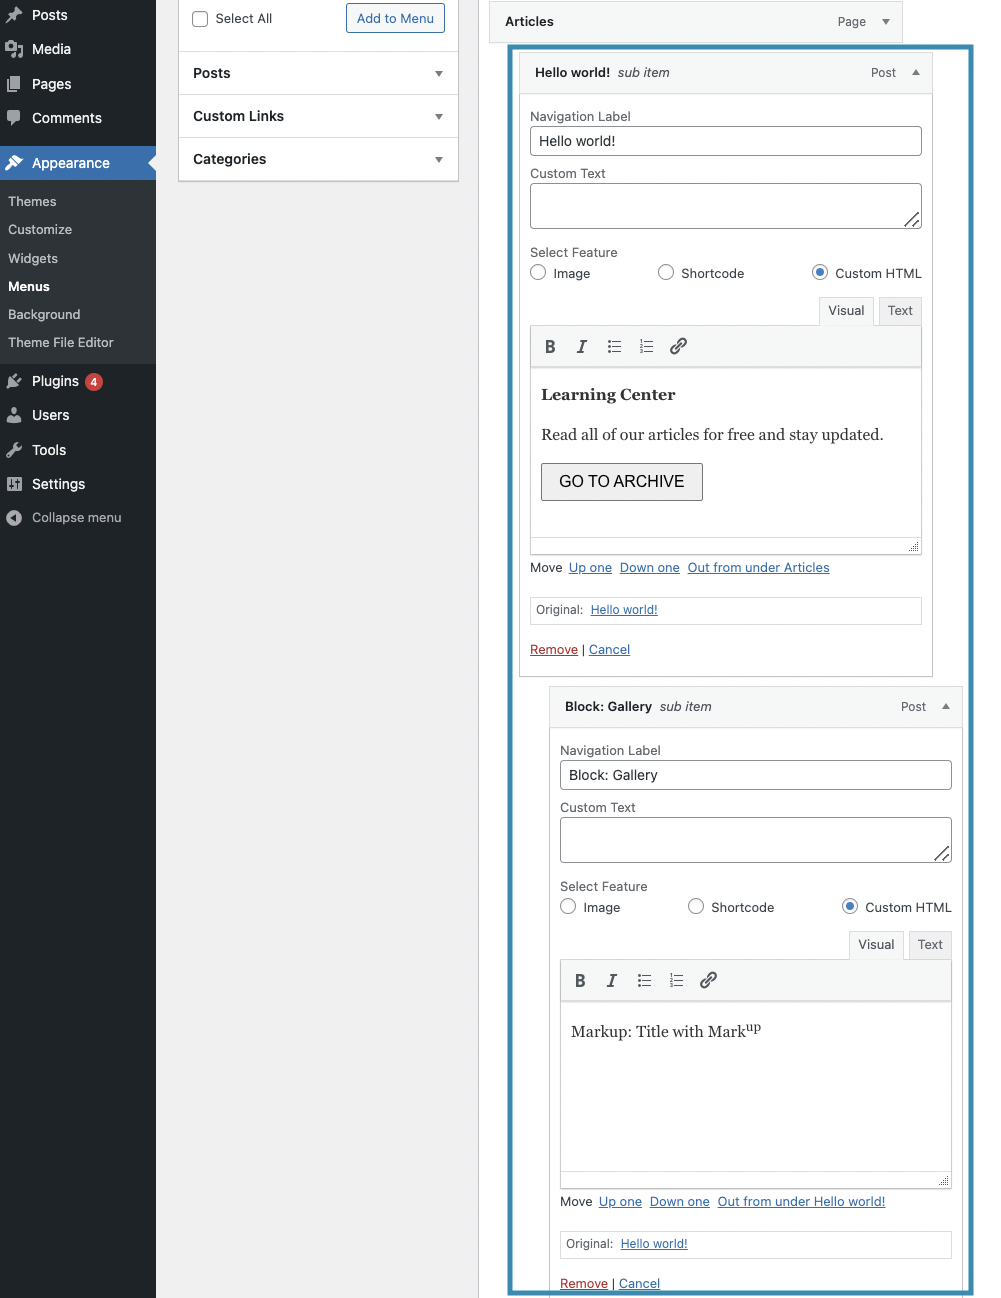 Posts
Media
Pages
Comments
Appearance
Themes
Customize
Widgets
Menus
Background
Theme File Editor
Plugins 4
Users
Tools
Settings
Collapse menu
Select All Add to Menu
Posts
Custom Links
Categories
Articles Page
Hello world! sub item Post
Navigation Label
Hello world!
Custom Text
Select Feature
Image Shortcode Custom HTML
Visual Text
B I
Learning Center
Read all of our articles for free and stay updated.
GO TO ARCHIVE
Move Up one Down one Out from under Articles
Original: Hello world!
Remove | Cancel
Block: Gallery sub item Post
Navigation Label
Block: Gallery
Custom Text
Select Feature
Image Shortcode Custom HTML
Visual Text
B I
Markup: Title with Markup
Move Up one Down one Out from under Hello world!
Original: Hello world!
Remove | Cancel